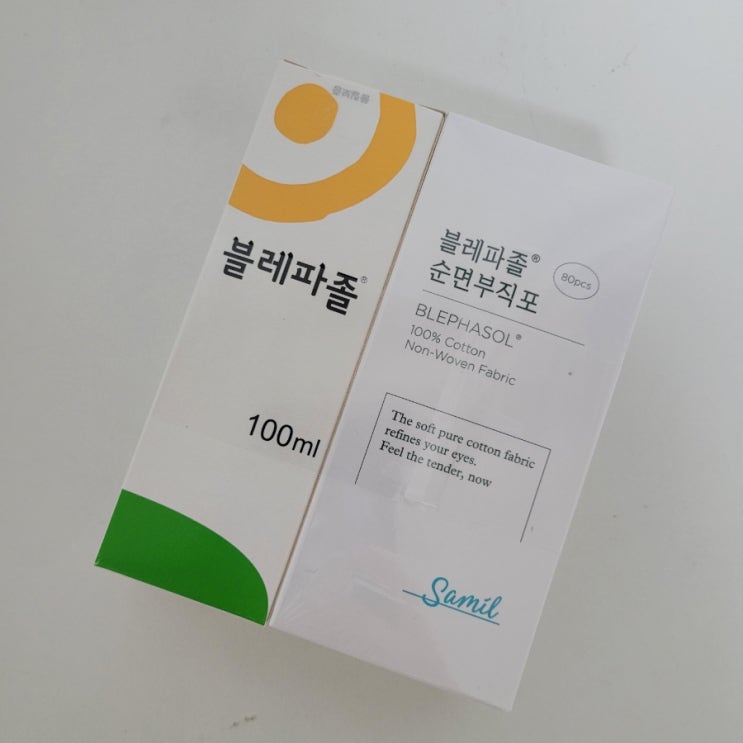 블레파졸®
100ml
블레파졸®
순면부직포
80pcs
BLEPHASOL®
100% Cotton
Non-Woven Fabric
The soft pure cotton fabric
refines your eyes.
Feel the tender, now
Samil